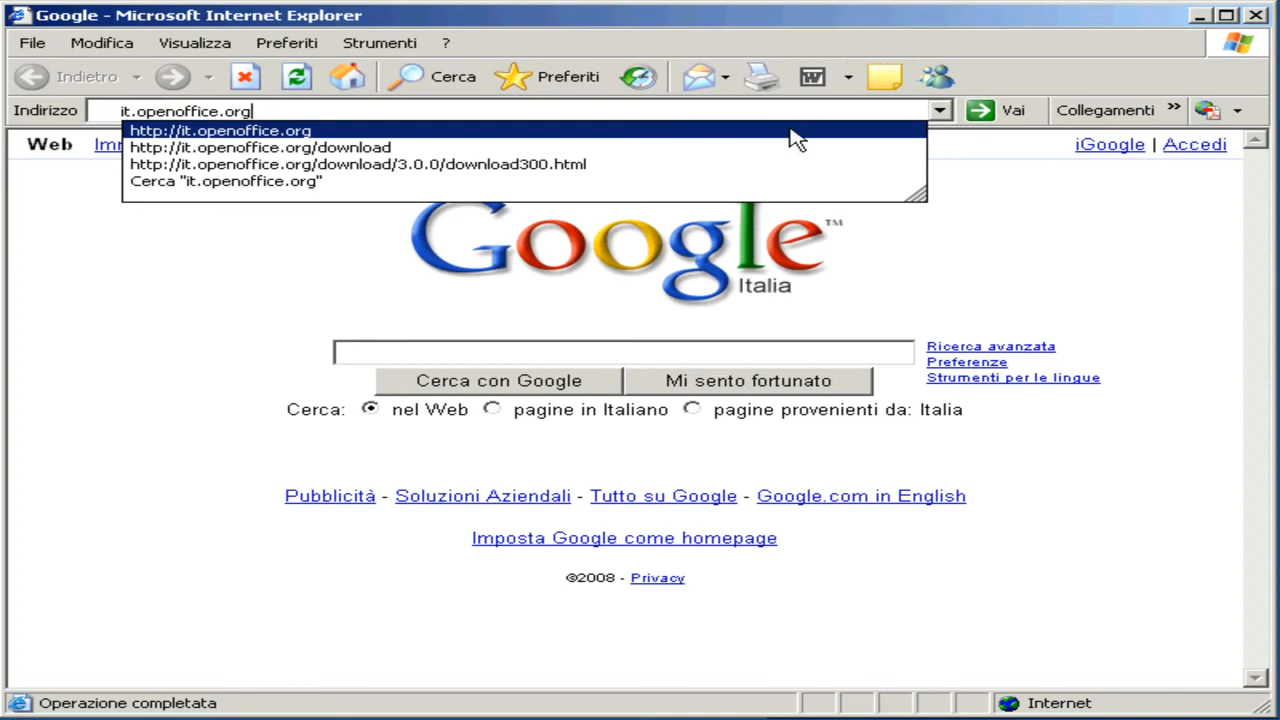 Google - Microsoft Internet Explorer
File Modifica Visualizza Preferiti Strumenti ?
Indietro Cerca Preferiti
Indirizzo it.openoffice.org Vai Collegamenti »
http://it.openoffice.org
http://it.openoffice.org/download
http://it.openoffice.org/download/3.0.0/download300.html
Cerca "it.openoffice.org"
Web iGoogle | Accedi
Google™
Italia
Ricerca avanzata
Preferenze
Strumenti per le lingue
Cerca con Google Mi sento fortunato
Cerca: nel Web pagine in Italiano pagine provenienti da: Italia
Pubblicità - Soluzioni Aziendali - Tutto su Google - Google.com in English
Imposta Google come homepage
©2008 - Privacy
Operazione completata Internet